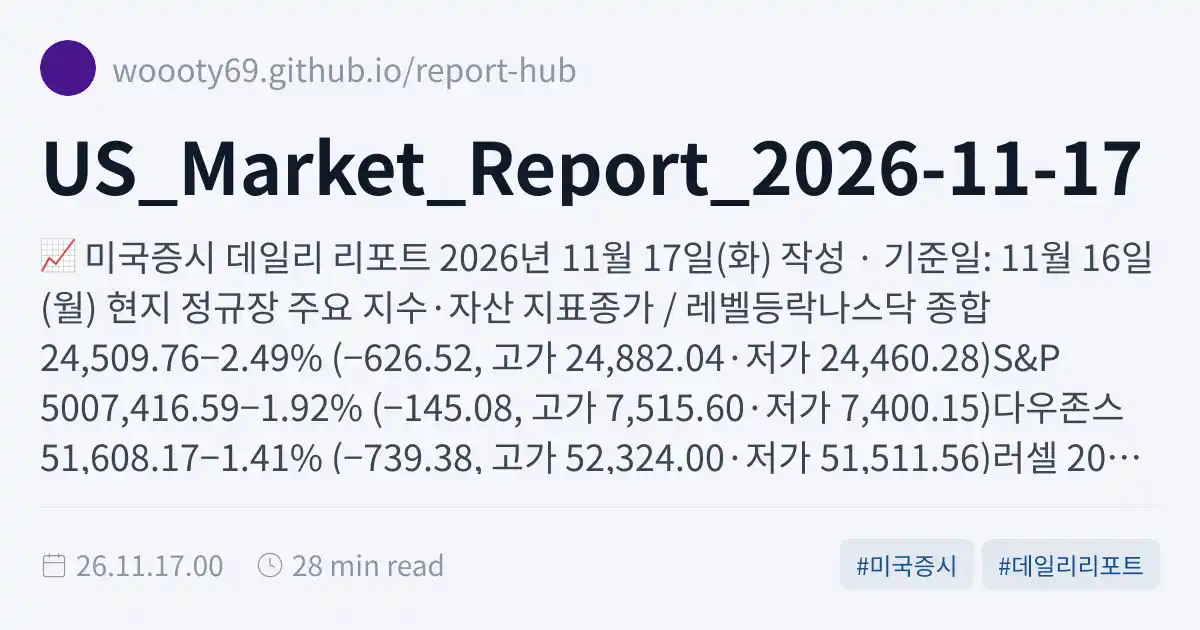 woooty69.github.io/report-hub
US_Market_Report_2026-11-17
📈 미국증시 데일리 리포트 2026년 11월 17일(화) 작성 · 기준일: 11월 16일
(월) 현지 정규장 주요 지수·자산 지표종가 / 레벨등락나스닥 종합
24,509.76−2.49% (−626.52, 고가 24,882.04·저가 24,460.28)S&P
5007,416.59−1.92% (−145.08, 고가 7,515.60·저가 7,400.15)다우존스
51,608.17−1.41% (−739.38, 고가 52,324.00·저가 51,511.56)러셀 20⋯
26.11.17.00
28 min read
#미국증시
#데일리리포트